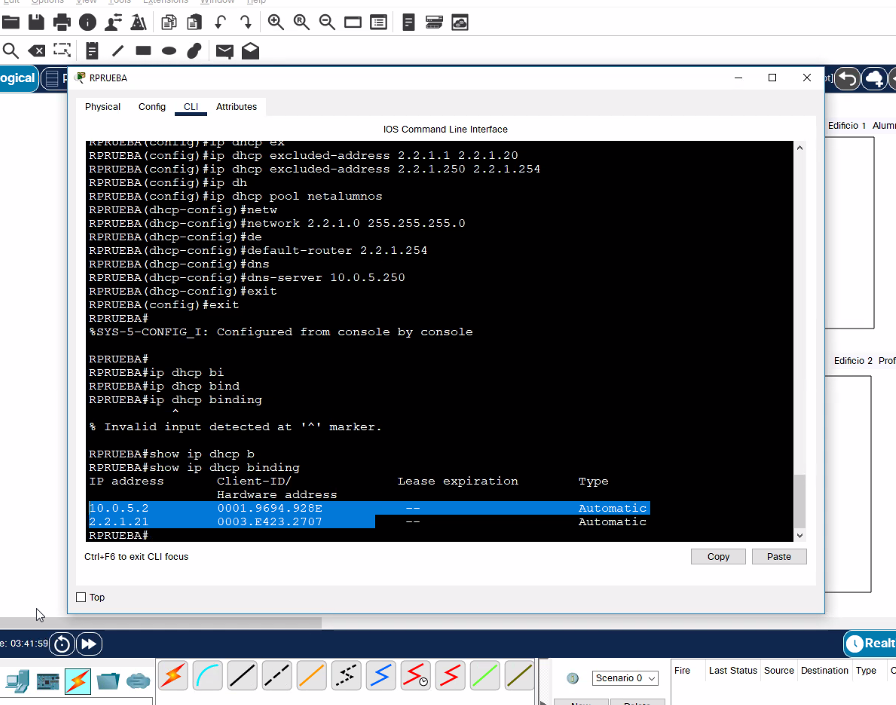 Edit Options View Tools Extensions Window Help
ogical
RPRUEBA
Physical Config CLI Attributes
IOS Command Line Interface
RPRUEBA(config)#ip dhcp ex
RPRUEBA(config)#ip dhcp excluded-address 2.2.1.1 2.2.1.20
RPRUEBA(config)#ip dhcp excluded-address 2.2.1.250 2.2.1.254
RPRUEBA(config)#ip dh
RPRUEBA(config)#ip dhcp pool netalumnos
RPRUEBA(dhcp-config)#netw
RPRUEBA(dhcp-config)#network 2.2.1.0 255.255.255.0
RPRUEBA(dhcp-config)#de
RPRUEBA(dhcp-config)#default-router 2.2.1.254
RPRUEBA(dhcp-config)#dns
RPRUEBA(dhcp-config)#dns-server 10.0.5.250
RPRUEBA(dhcp-config)#exit
RPRUEBA(config)#exit
RPRUEBA#
%SYS-5-CONFIG_I: Configured from console by console
RPRUEBA#
RPRUEBA#ip dhcp bi
RPRUEBA#ip dhcp bind
RPRUEBA#ip dhcp binding
^
% Invalid input detected at '^' marker.
RPRUEBA#show ip dhcp b
RPRUEBA#show ip dhcp binding
IP address Client-ID/ Lease expiration Type
Hardware address
10.0.5.2 0001.9694.928E -- Automatic
2.2.1.21 0003.E423.2707 -- Automatic
RPRUEBA#
Ctrl+F6 to exit CLI focus
Copy Paste
Top
Edificio 1 Alum
Edificio 2 Prof
e: 03:41:59
Realt
Scenario 0
Fire Last Status Source Destination Type C
New Delete